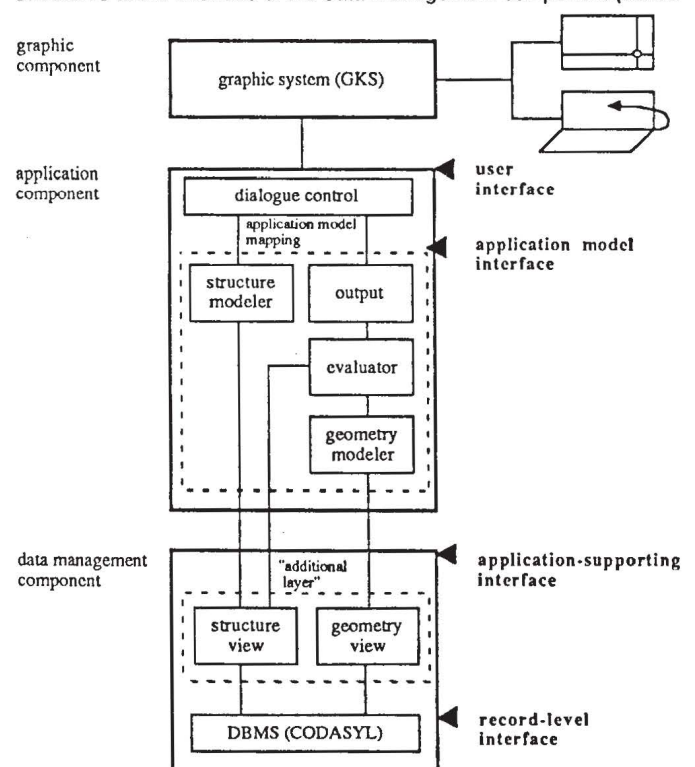 graphic
component
graphic system (GKS)
application
component
user
interface
dialogue control
application model
mapping
application model
interface
structure
modeler
output
evaluator
geometry
modeler
data management
component
"additional
layer"
application-supporting
interface
structure
view
geometry
view
DBMS (CODASYL)
record-level
interface